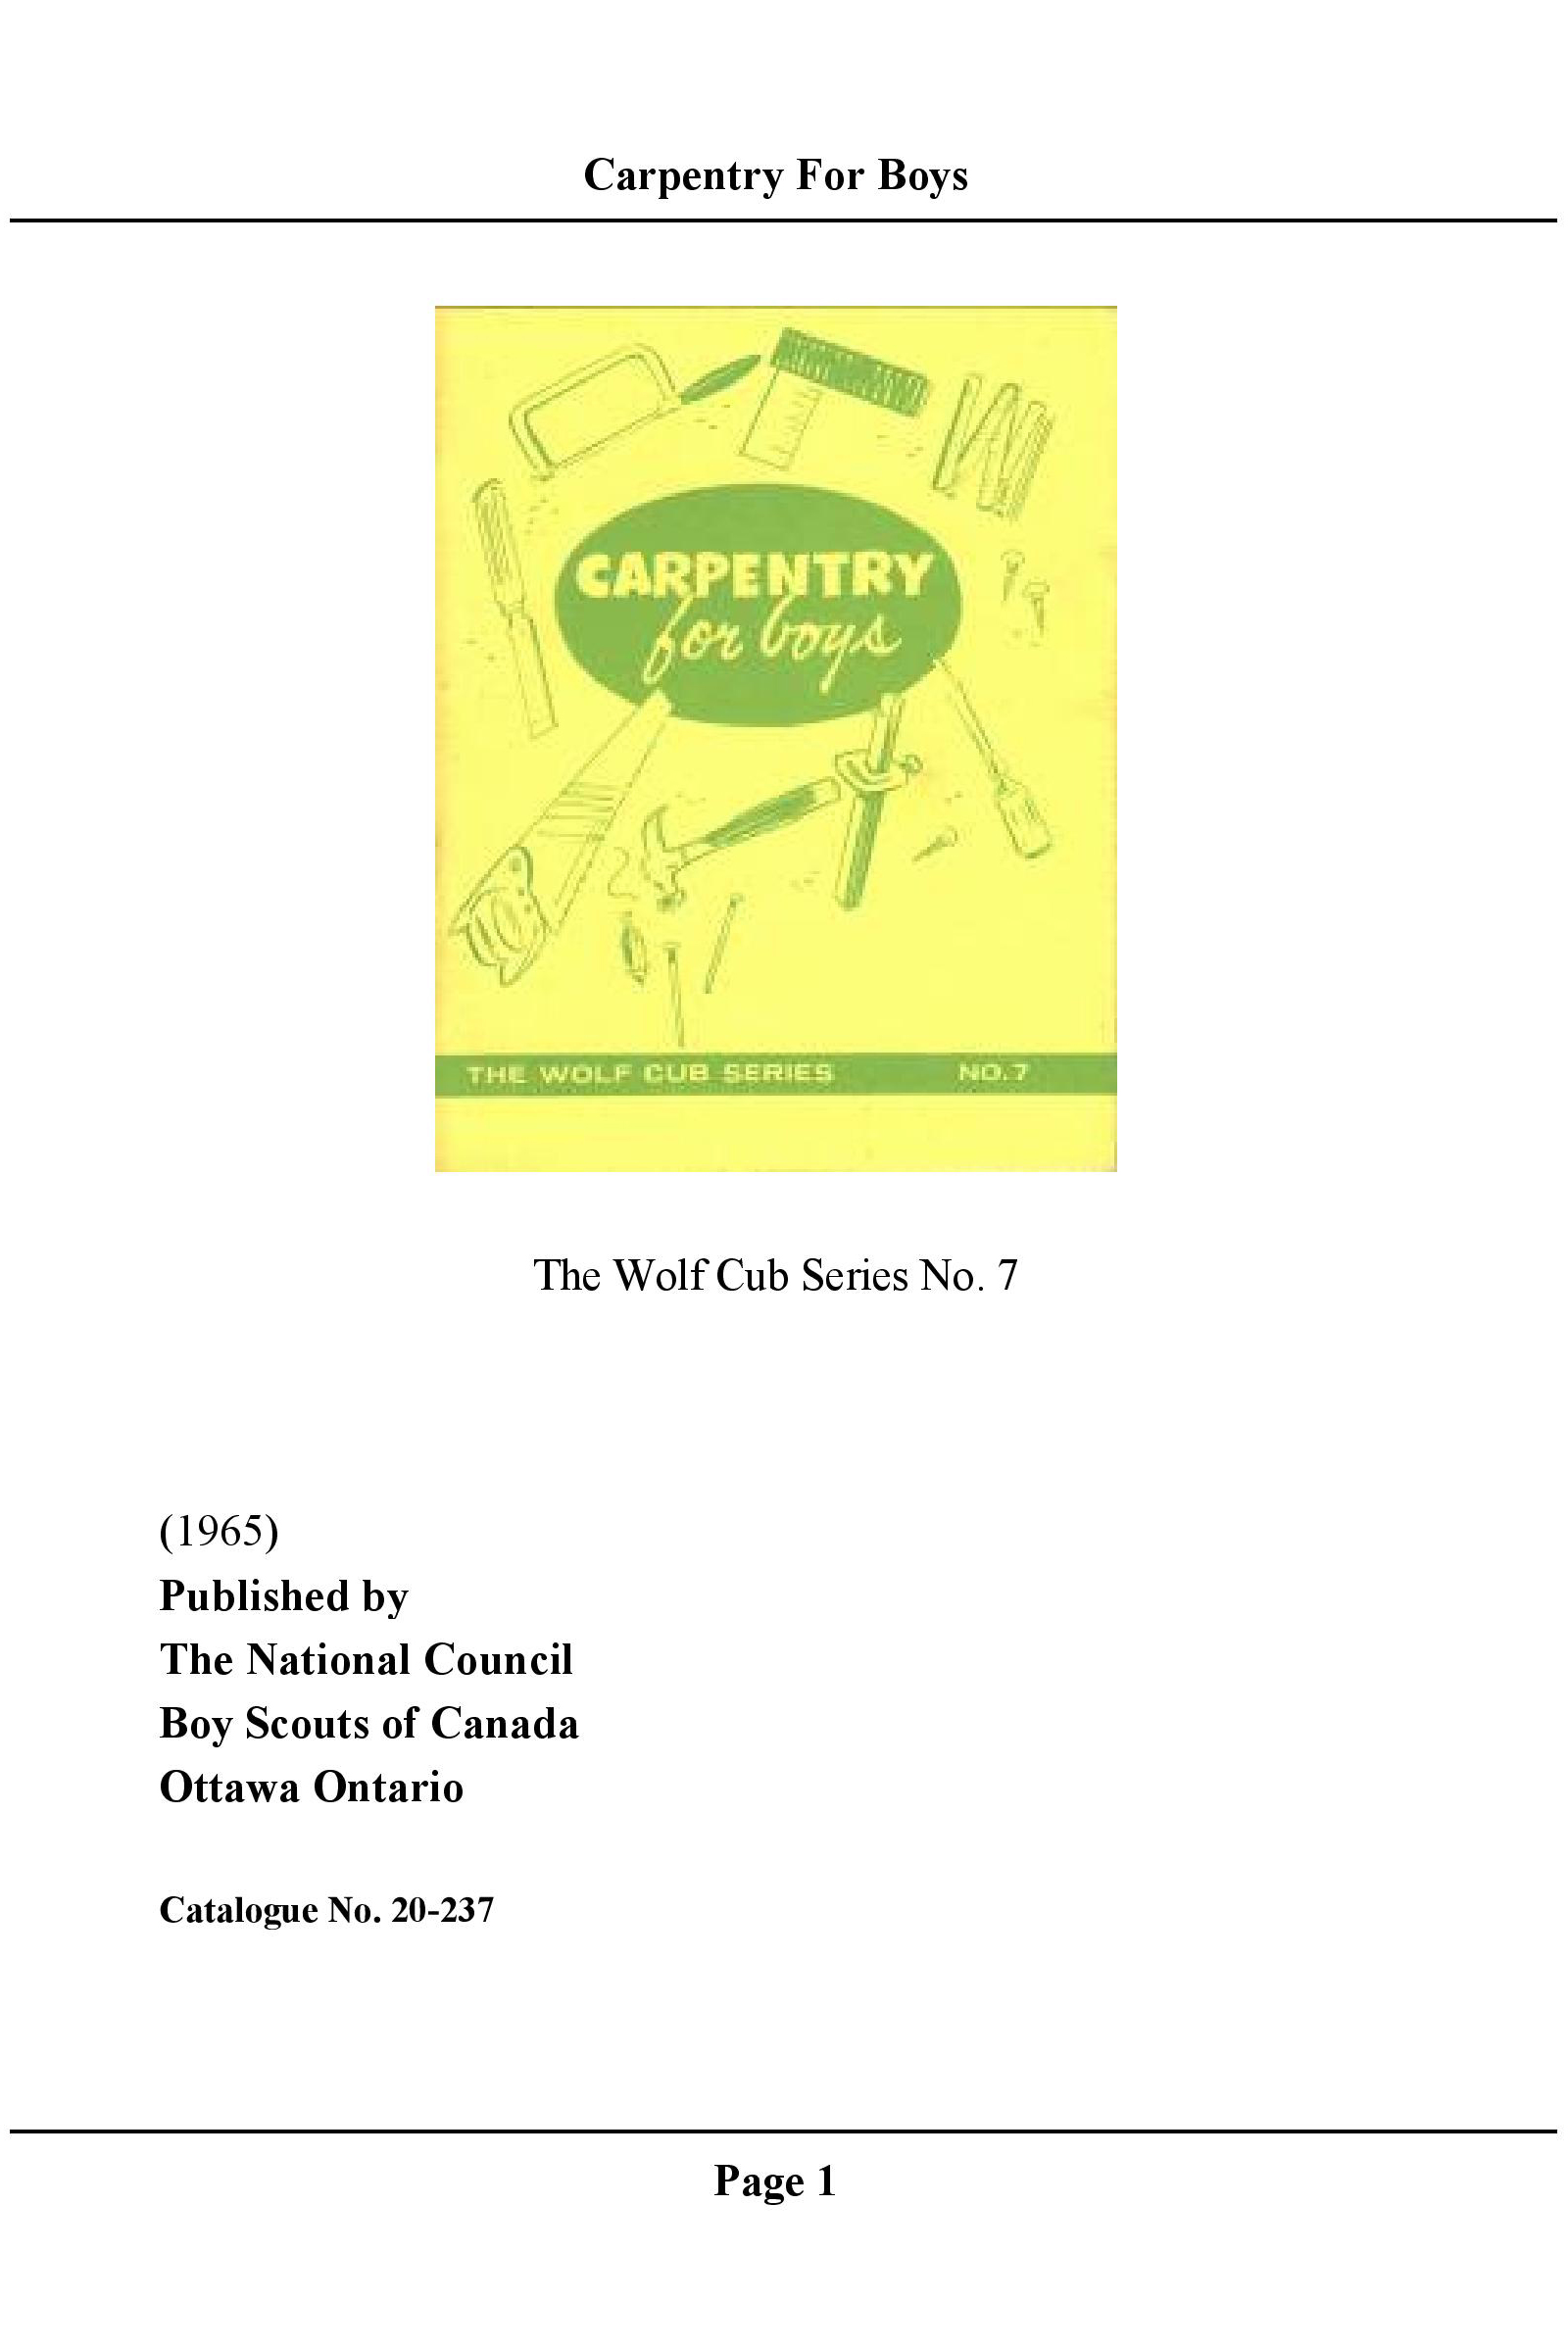 Carpentry For Boys
CARPENTRY
for boys
THE WOLF CUB SERIES NO.7
The Wolf Cub Series No. 7
(1965)
Published by
The National Council
Boy Scouts of Canada
Ottawa Ontario
Catalogue No. 20-237
Page 1